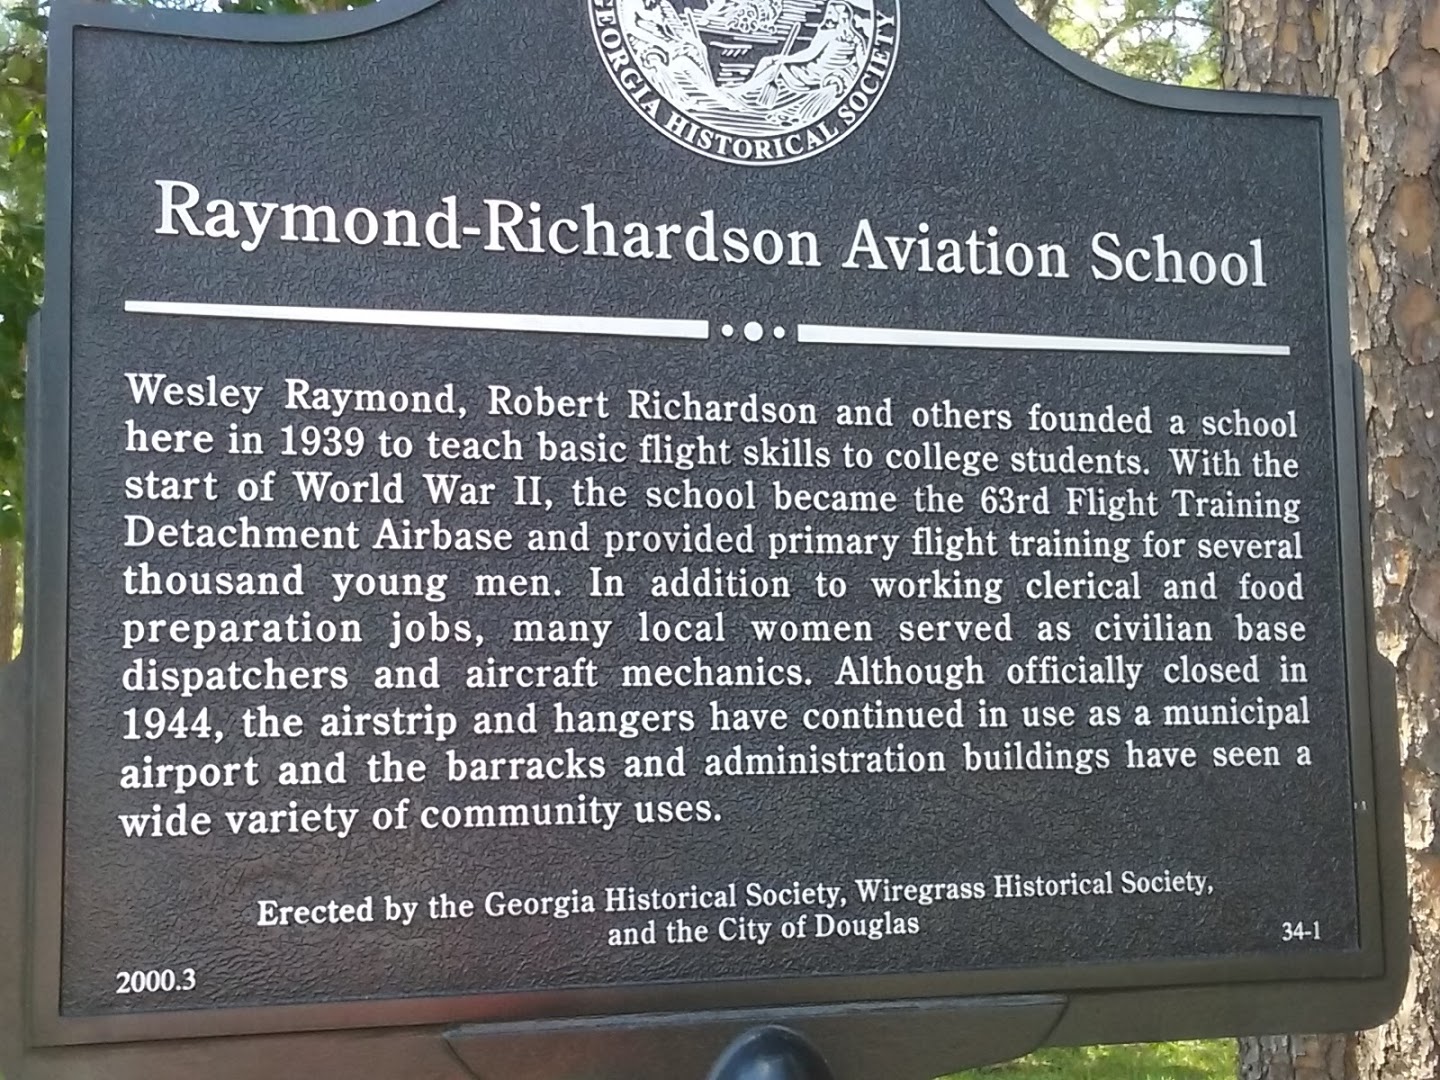 GEORGIA HISTORICAL SOCIETY
Raymond-Richardson Aviation School
Wesley Raymond, Robert Richardson and others founded a school
here in 1939 to teach basic flight skills to college students. With the
start of World War II, the school became the 63rd Flight Training
Detachment Airbase and provided primary flight training for several
thousand young men. In addition to working clerical and food
preparation jobs, many local women served as civilian base
dispatchers and aircraft mechanics. Although officially closed in
1944, the airstrip and hangers have continued in use as a municipal
airport and the barracks and administration buildings have seen a
wide variety of community uses.
Erected by the Georgia Historical Society, Wiregrass Historical Society,
and the City of Douglas
34-1
2000.3